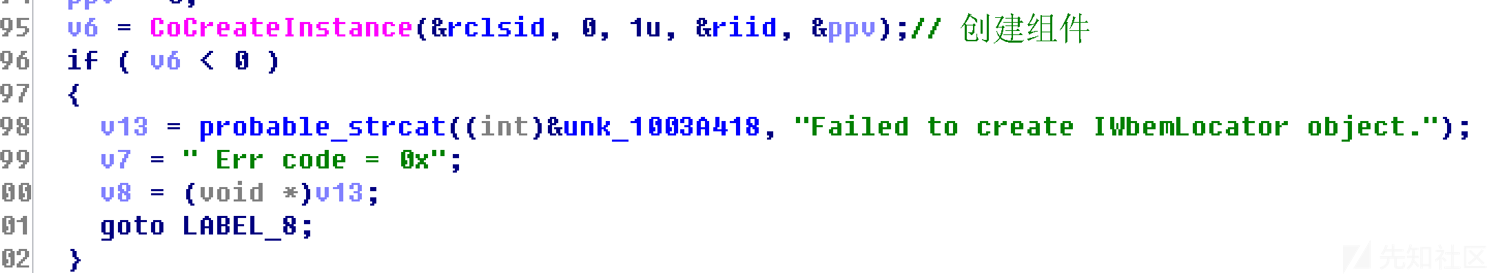 95 v6 = CoCreateInstance(&rclsid, 0, 1u, &riid, &ppv);// 创建组件
96 if ( v6 < 0 )
97 {
98 v13 = probable_strcat((int)&unk_1003A418, "Failed to create IWbemLocator object.");
99 v7 = " Err code = 0x";
00 v8 = (void *)v13;
01 goto LABEL_8;
02 }
先知社区